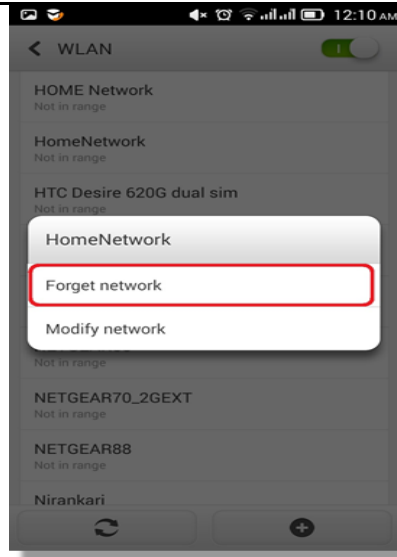 12:10 AM
WLAN
HOME Network
Not in range
HomeNetwork
Not in range
HTC Desire 620G dual sim
Not in range
HomeNetwork
Forget network
Modify network
Not in range
NETGEAR70_2GEXT
Not in range
NETGEAR88
Not in range
Nirankari